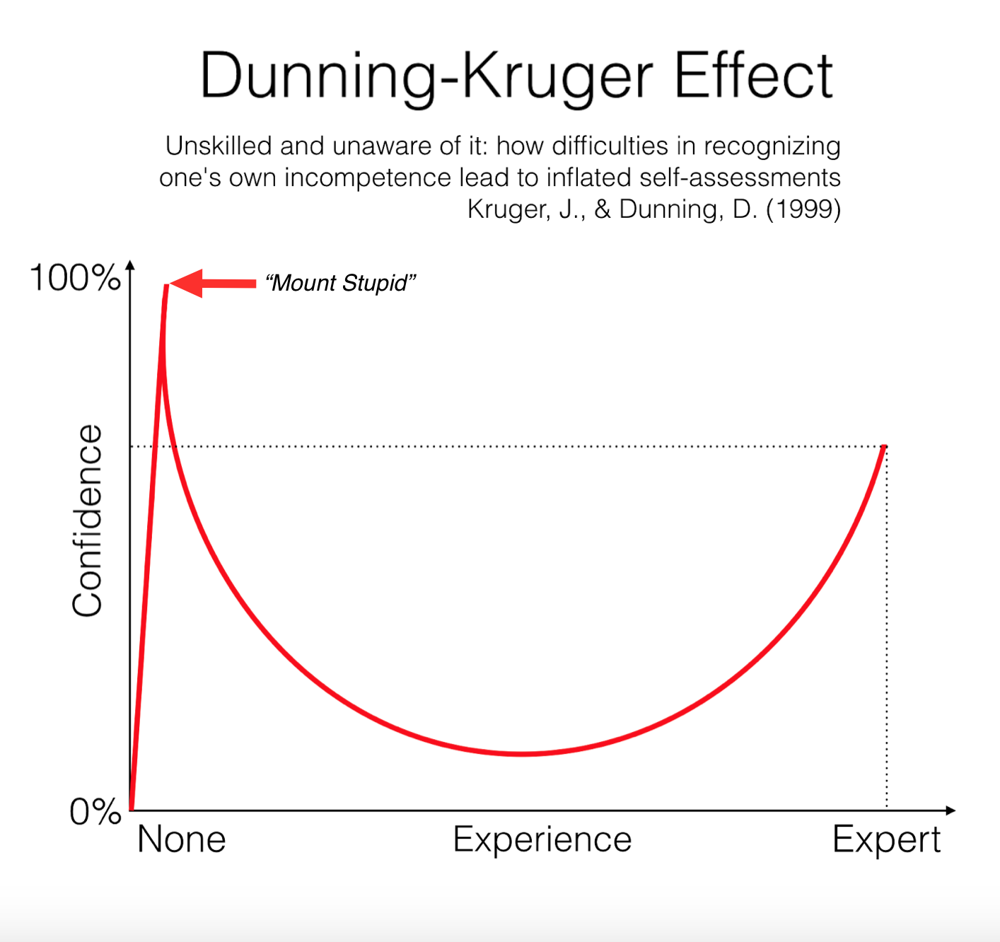 Dunning-Kruger Effect
Unskilled and unaware of it: how difficulties in recognizing
one's own incompetence lead to inflated self-assessments
Kruger, J., & Dunning, D. (1999)
100%
“Mount Stupid”
Confidence
0%
None
Experience
Expert